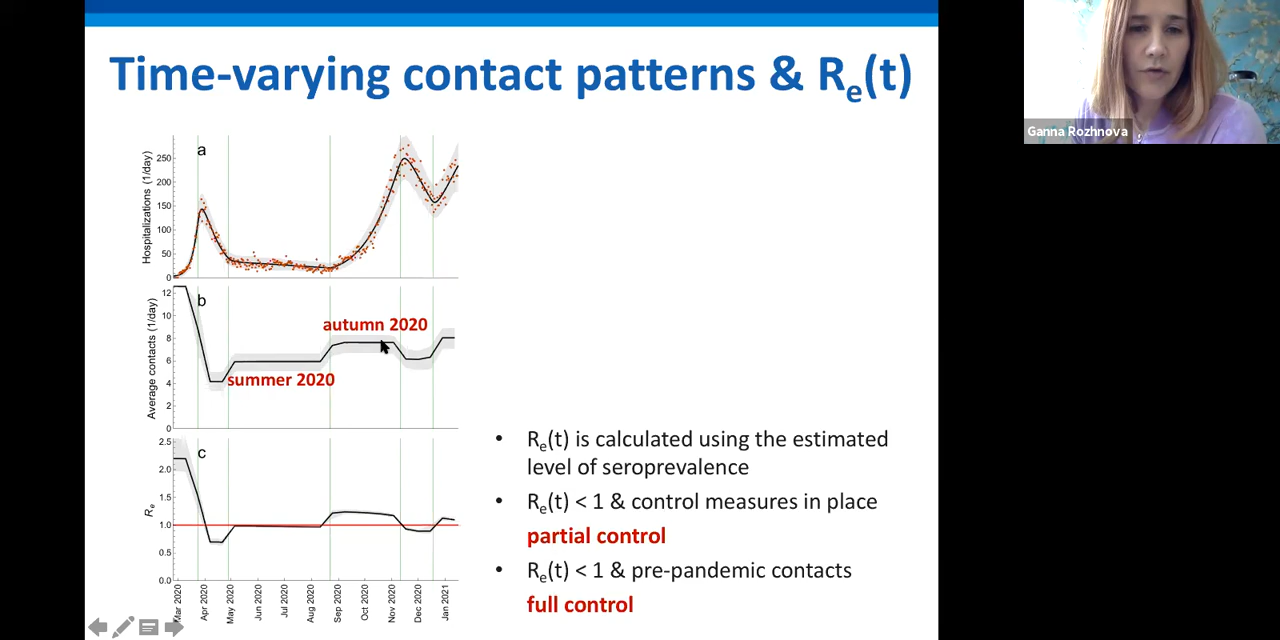 Time-varying contact patterns & Re(t)
Ganna Rozhnova
a
Hospitalizations (1/day)
250
200
150
100
50
0
b
Average contacts (1/day)
12
10
8
6
4
2
0
autumn 2020
summer 2020
c
Re
2.5
2.0
1.5
1.0
0.5
0.0
Mar 2020
Apr 2020
May 2020
Jun 2020
Jul 2020
Aug 2020
Sep 2020
Oct 2020
Nov 2020
Dec 2020
Jan 2021
• Re(t) is calculated using the estimated
level of seroprevalence
• Re(t) < 1 & control measures in place
partial control
• Re(t) < 1 & pre-pandemic contacts
full control